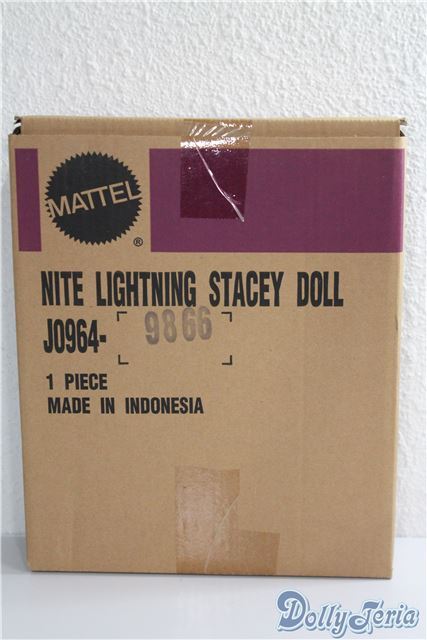 MATTEL
®
NITE LIGHTNING STACEY DOLL
J0964- 9866
1 PIECE
MADE IN INDONESIA
DollyTeria